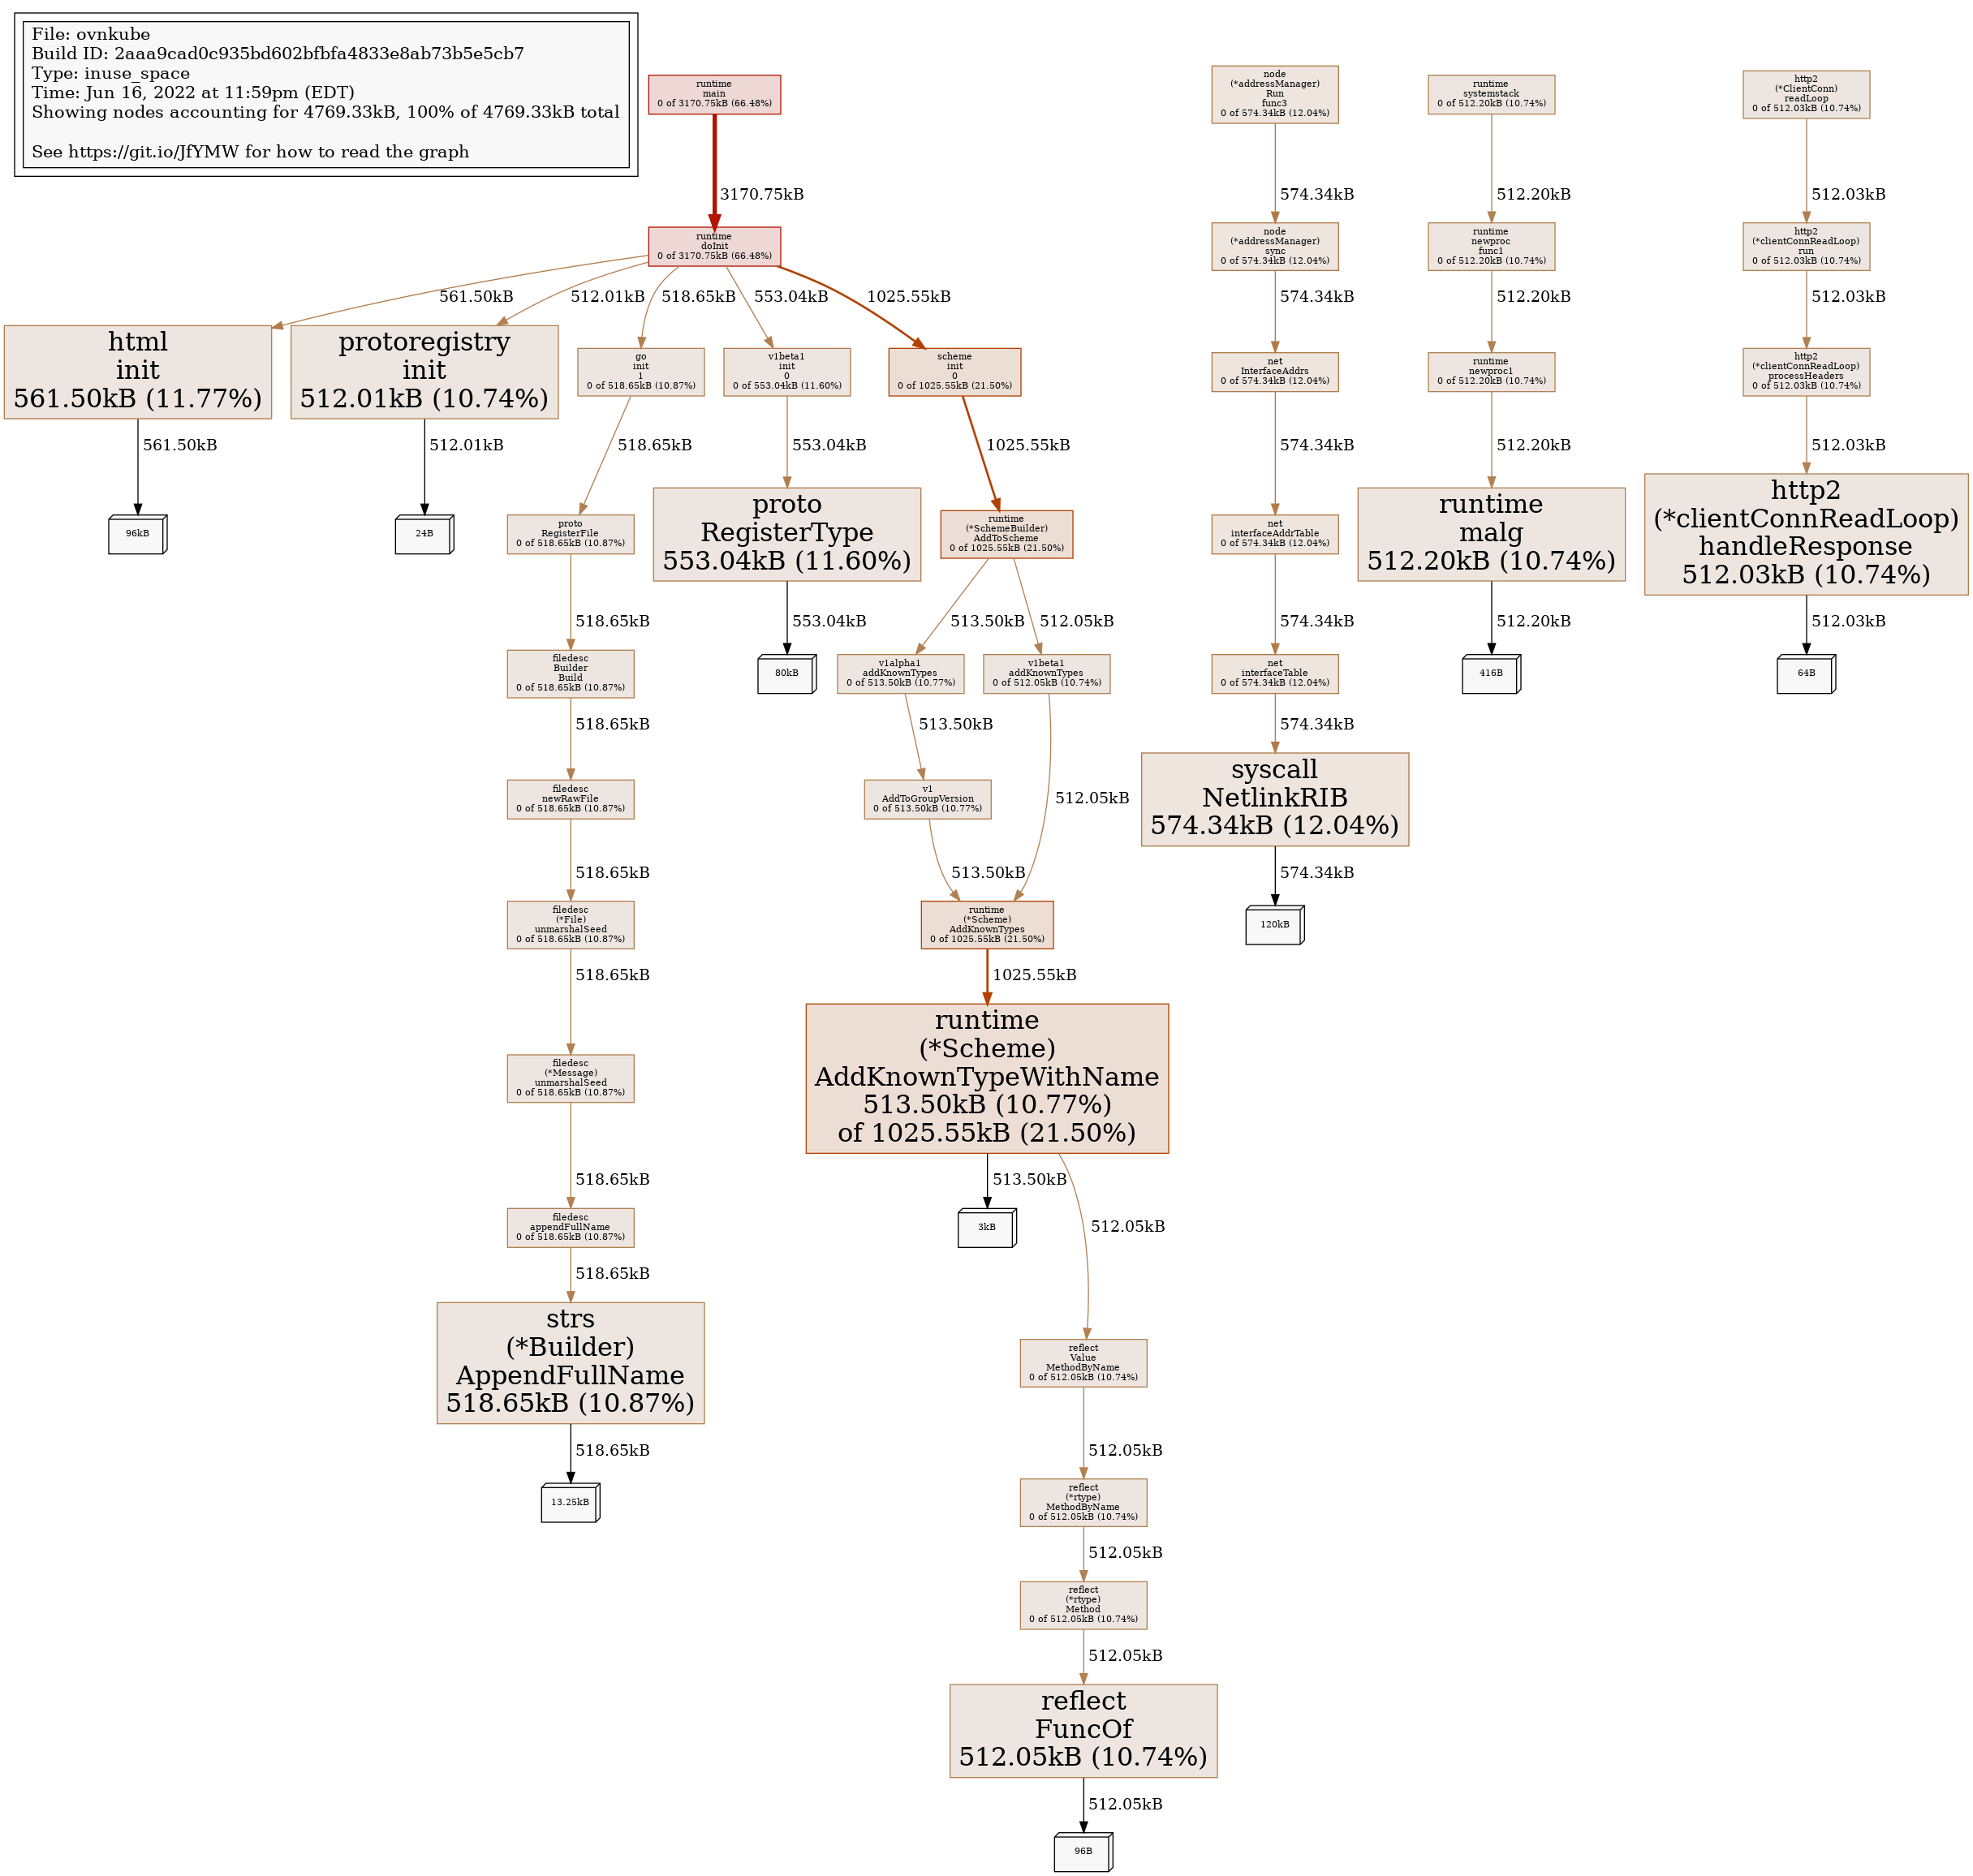 File: ovnkube
Build ID: 2aaa9cad0c935bd602bfbfa4833e8ab73b5e5cb7
Type: inuse_space
Time: Jun 16, 2022 at 11:59pm (EDT)
Showing nodes accounting for 4769.33kB, 100% of 4769.33kB total
See https://git.io/JfYMW for how to read the graph
runtime
main
0 of 3170.75kB (66.48%)
3170.75kB
runtime
doInit
0 of 3170.75kB (66.48%)
561.50kB
512.01kB
518.65kB
553.04kB
1025.55kB
html
init
561.50kB (11.77%)
561.50kB
96kB
protoregistry
init
512.01kB (10.74%)
512.01kB
24B
go
init
1
0 of 518.65kB (10.87%)
518.65kB
proto
RegisterFile
0 of 518.65kB (10.87%)
518.65kB
filedesc
Builder
Build
0 of 518.65kB (10.87%)
518.65kB
filedesc
newRawFile
0 of 518.65kB (10.87%)
518.65kB
filedesc
(*File)
unmarshalSeed
0 of 518.65kB (10.87%)
518.65kB
filedesc
(*Message)
unmarshalSeed
0 of 518.65kB (10.87%)
518.65kB
filedesc
appendFullName
0 of 518.65kB (10.87%)
518.65kB
strs
(*Builder)
AppendFullName
518.65kB (10.87%)
518.65kB
13.25kB
v1beta1
init
0
0 of 553.04kB (11.60%)
553.04kB
proto
RegisterType
553.04kB (11.60%)
553.04kB
80kB
scheme
init
0
0 of 1025.55kB (21.50%)
1025.55kB
runtime
(*SchemeBuilder)
AddToScheme
0 of 1025.55kB (21.50%)
513.50kB
512.05kB
v1alpha1
addKnownTypes
0 of 513.50kB (10.77%)
513.50kB
v1beta1
addKnownTypes
0 of 512.05kB (10.74%)
512.05kB
v1
AddToGroupVersion
0 of 513.50kB (10.77%)
513.50kB
runtime
(*Scheme)
AddKnownTypes
0 of 1025.55kB (21.50%)
1025.55kB
runtime
(*Scheme)
AddKnownTypeWithName
513.50kB (10.77%)
of 1025.55kB (21.50%)
513.50kB
3kB
512.05kB
reflect
Value
MethodByName
0 of 512.05kB (10.74%)
512.05kB
reflect
(*rtype)
MethodByName
0 of 512.05kB (10.74%)
512.05kB
reflect
(*rtype)
Method
0 of 512.05kB (10.74%)
512.05kB
reflect
FuncOf
512.05kB (10.74%)
512.05kB
96B
node
(*addressManager)
Run
func3
0 of 574.34kB (12.04%)
574.34kB
node
(*addressManager)
sync
0 of 574.34kB (12.04%)
574.34kB
net
InterfaceAddrs
0 of 574.34kB (12.04%)
574.34kB
net
interfaceAddrTable
0 of 574.34kB (12.04%)
574.34kB
net
interfaceTable
0 of 574.34kB (12.04%)
574.34kB
syscall
NetlinkRIB
574.34kB (12.04%)
574.34kB
120kB
runtime
systemstack
0 of 512.20kB (10.74%)
512.20kB
runtime
newproc
func1
0 of 512.20kB (10.74%)
512.20kB
runtime
newproc1
0 of 512.20kB (10.74%)
512.20kB
runtime
malg
512.20kB (10.74%)
512.20kB
416B
http2
(*ClientConn)
readLoop
0 of 512.03kB (10.74%)
512.03kB
http2
(*clientConnReadLoop)
run
0 of 512.03kB (10.74%)
512.03kB
http2
(*clientConnReadLoop)
processHeaders
0 of 512.03kB (10.74%)
512.03kB
http2
(*clientConnReadLoop)
handleResponse
512.03kB (10.74%)
512.03kB
64B